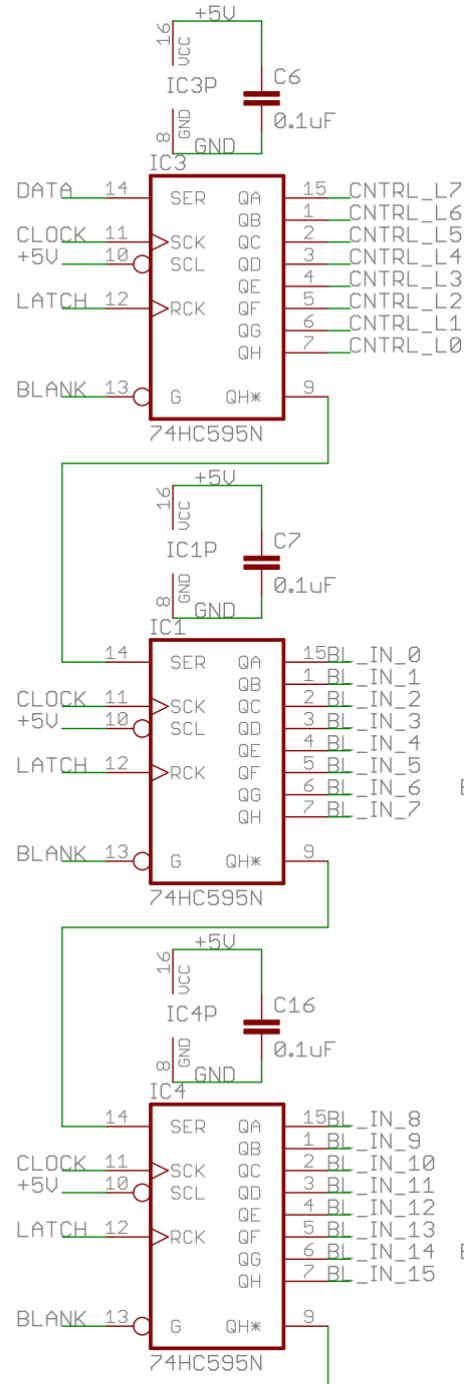 +5V
16 VCC
IC3P
C6
0.1uF
8 GND
GND
IC3
DATA 14 SER QA 15 CNTRL_L7
QB 1 CNTRL_L6
CLOCK 11 SCK QC 2 CNTRL_L5
+5V 10 SCL QD 3 CNTRL_L4
QE 4 CNTRL_L3
LATCH 12 RCK QF 5 CNTRL_L2
QG 6 CNTRL_L1
QH 7 CNTRL_L0
BLANK 13 G QH* 9
74HC595N
+5V
16 VCC
IC1P
C7
0.1uF
8 GND
GND
IC1
14 SER QA 15 BL_IN_0
QB 1 BL_IN_1
CLOCK 11 SCK QC 2 BL_IN_2
+5V 10 SCL QD 3 BL_IN_3
QE 4 BL_IN_4
LATCH 12 RCK QF 5 BL_IN_5
QG 6 BL_IN_6
QH 7 BL_IN_7
BLANK 13 G QH* 9
74HC595N
+5V
16 VCC
IC4P
C16
0.1uF
8 GND
GND
IC4
14 SER QA 15 BL_IN_8
QB 1 BL_IN_9
CLOCK 11 SCK QC 2 BL_IN_10
+5V 10 SCL QD 3 BL_IN_11
QE 4 BL_IN_12
LATCH 12 RCK QF 5 BL_IN_13
QG 6 BL_IN_14
QH 7 BL_IN_15
BLANK 13 G QH* 9
74HC595N